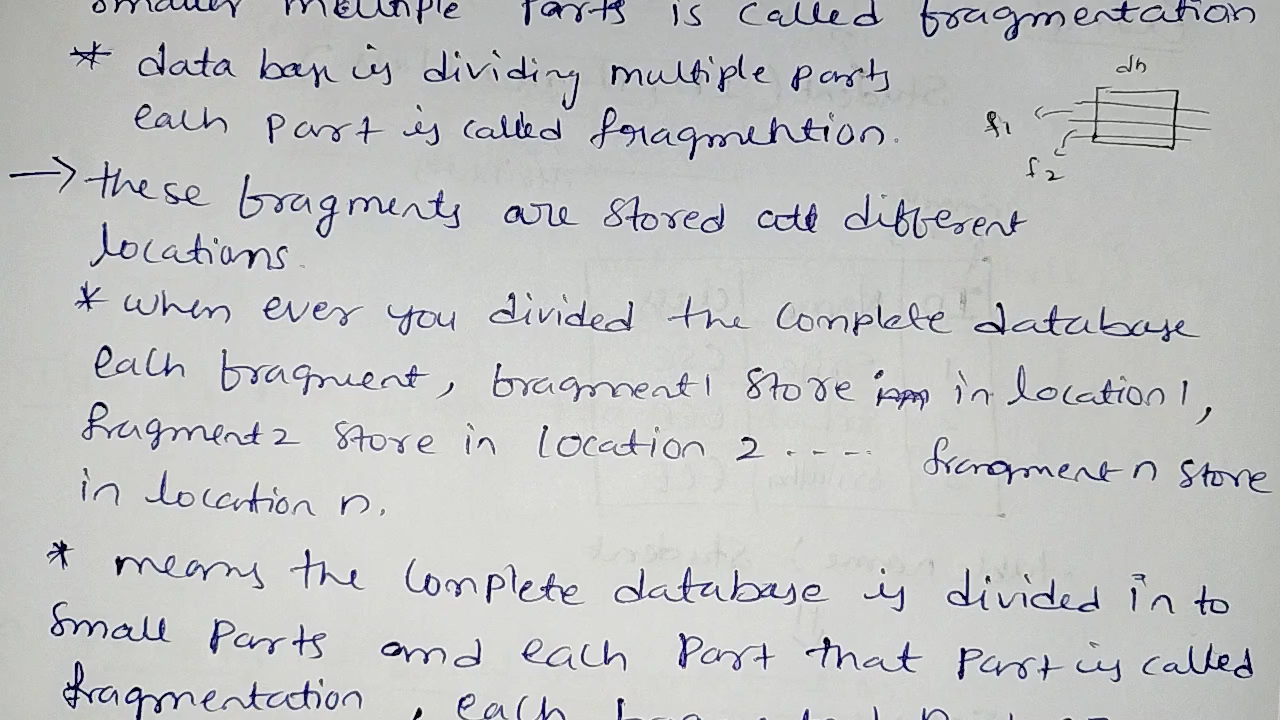 smaller multiple Parts is called fragmentation
* data base is dividing multiple parts
each part is called fragmention.
db
f1
f2
→ these fragments are stored at different
locations.
* when ever you divided the complete database
each fragment, fragment1 store in location1,
fragment2 store in location 2 ..... fragment n store
in location n.
* means the complete database is divided in to
small parts and each part that part is called
fragmentation, each